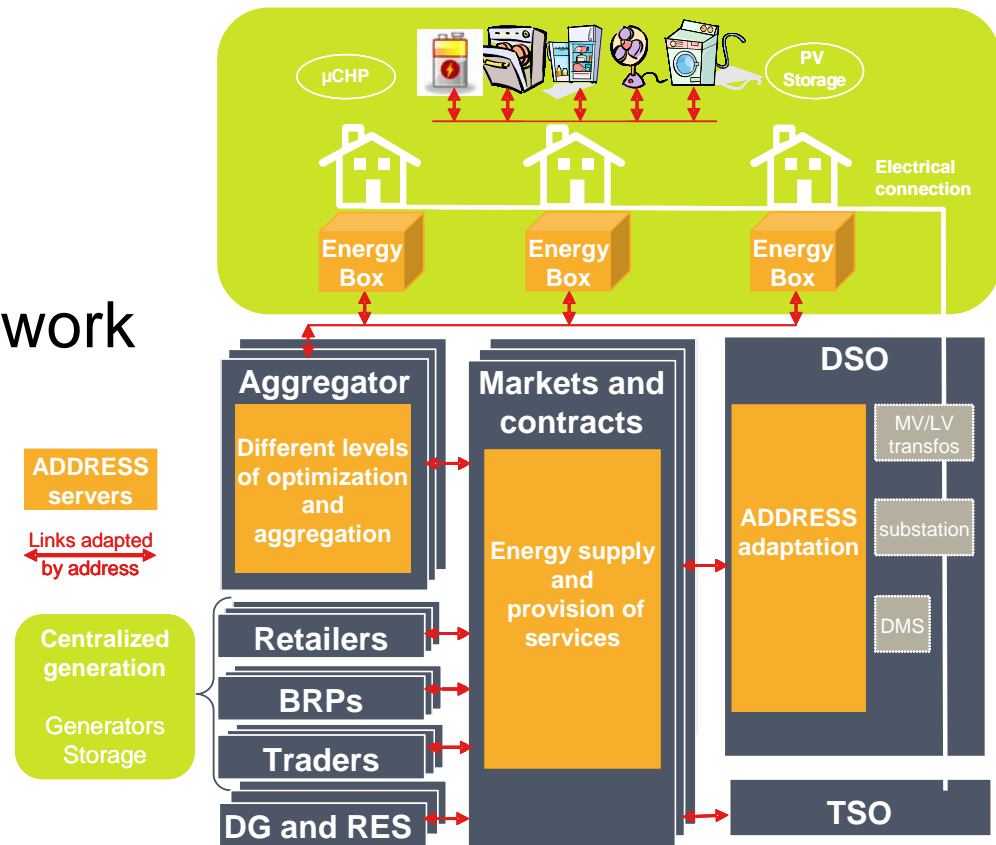 µCHP
PV
Storage
Electrical
connection
Energy
Box
Energy
Box
Energy
Box
work
Aggregator
Different levels
of optimization
and
aggregation
Markets and
contracts
Energy supply
and
provision of
services
DSO
ADDRESS
adaptation
MV/LV
transfos
substation
DMS
ADDRESS
servers
Links adapted
by address
Centralized
generation
Generators
Storage
Retailers
BRPs
Traders
DG and RES
TSO